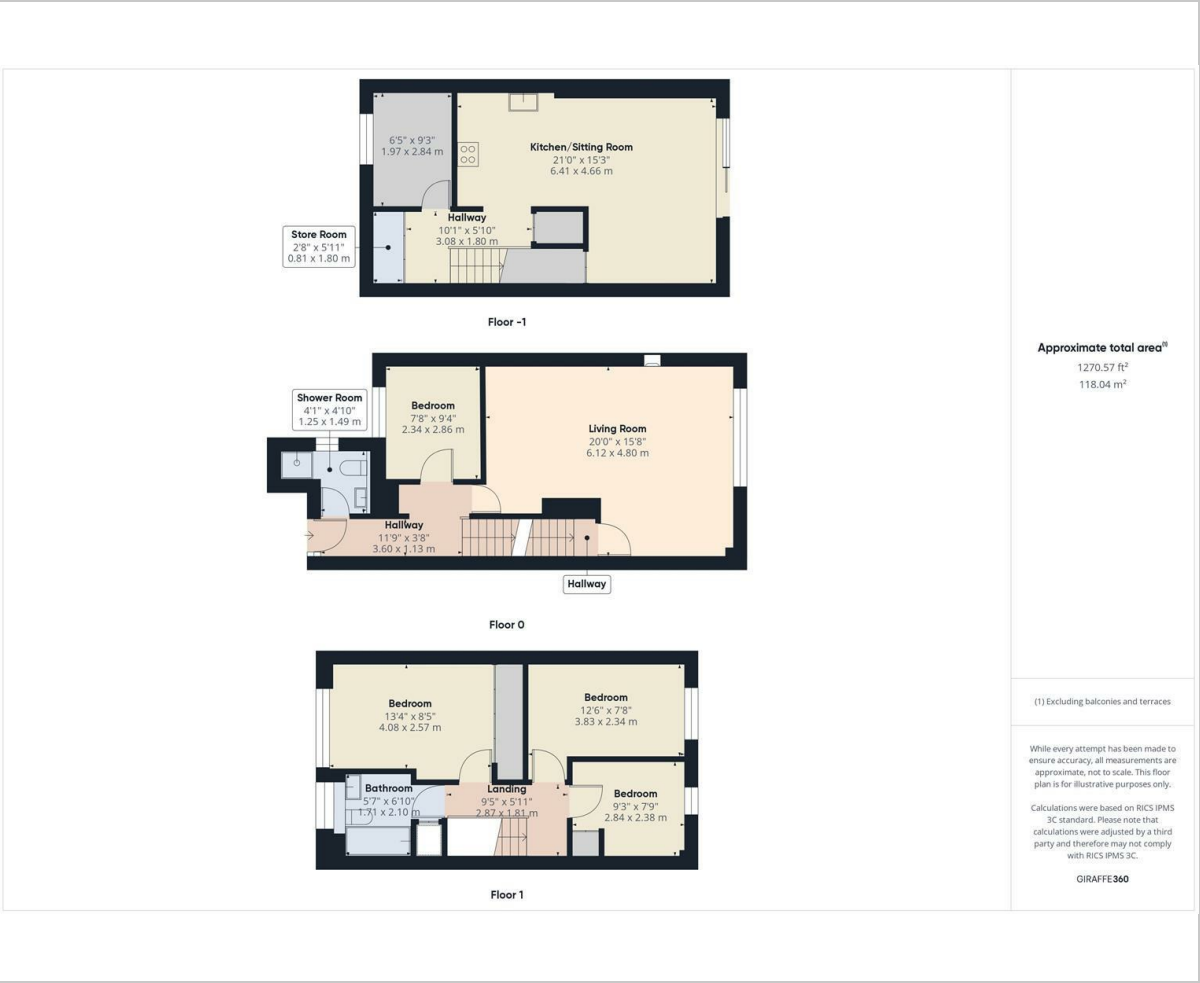 6'5" x 9'3"
1.97 x 2.84 m
Kitchen/Sitting Room
21'0" x 15'3"
6.41 x 4.66 m
Hallway
10'1" x 5'10"
3.08 x 1.80 m
Store Room
2'8" x 5'11"
0.81 x 1.80 m
Floor -1
Shower Room
4'1" x 4'10"
1.25 x 1.49 m
Bedroom
7'8" x 9'4"
2.34 x 2.86 m
Living Room
20'0" x 15'8"
6.12 x 4.80 m
Hallway
11'9" x 3'8"
3.60 x 1.13 m
Hallway
Floor 0
Bedroom
13'4" x 8'5"
4.08 x 2.57 m
Bedroom
12'6" x 7'8"
3.83 x 2.34 m
Bathroom
5'7" x 6'10"
1.71 x 2.10 m
Landing
9'5" x 5'11"
2.87 x 1.81 m
Bedroom
9'3" x 7'9"
2.84 x 2.38 m
Floor 1
Approximate total area(1)
1270.57 ft²
118.04 m²
(1) Excluding balconies and terraces
While every attempt has been made to
ensure accuracy, all measurements are
approximate, not to scale. This floor
plan is for illustrative purposes only.
Calculations were based on RICS IPMS
3C standard. Please note that
calculations were adjusted by a third
party and therefore may not comply
with RICS IPMS 3C.
GIRAFFE360